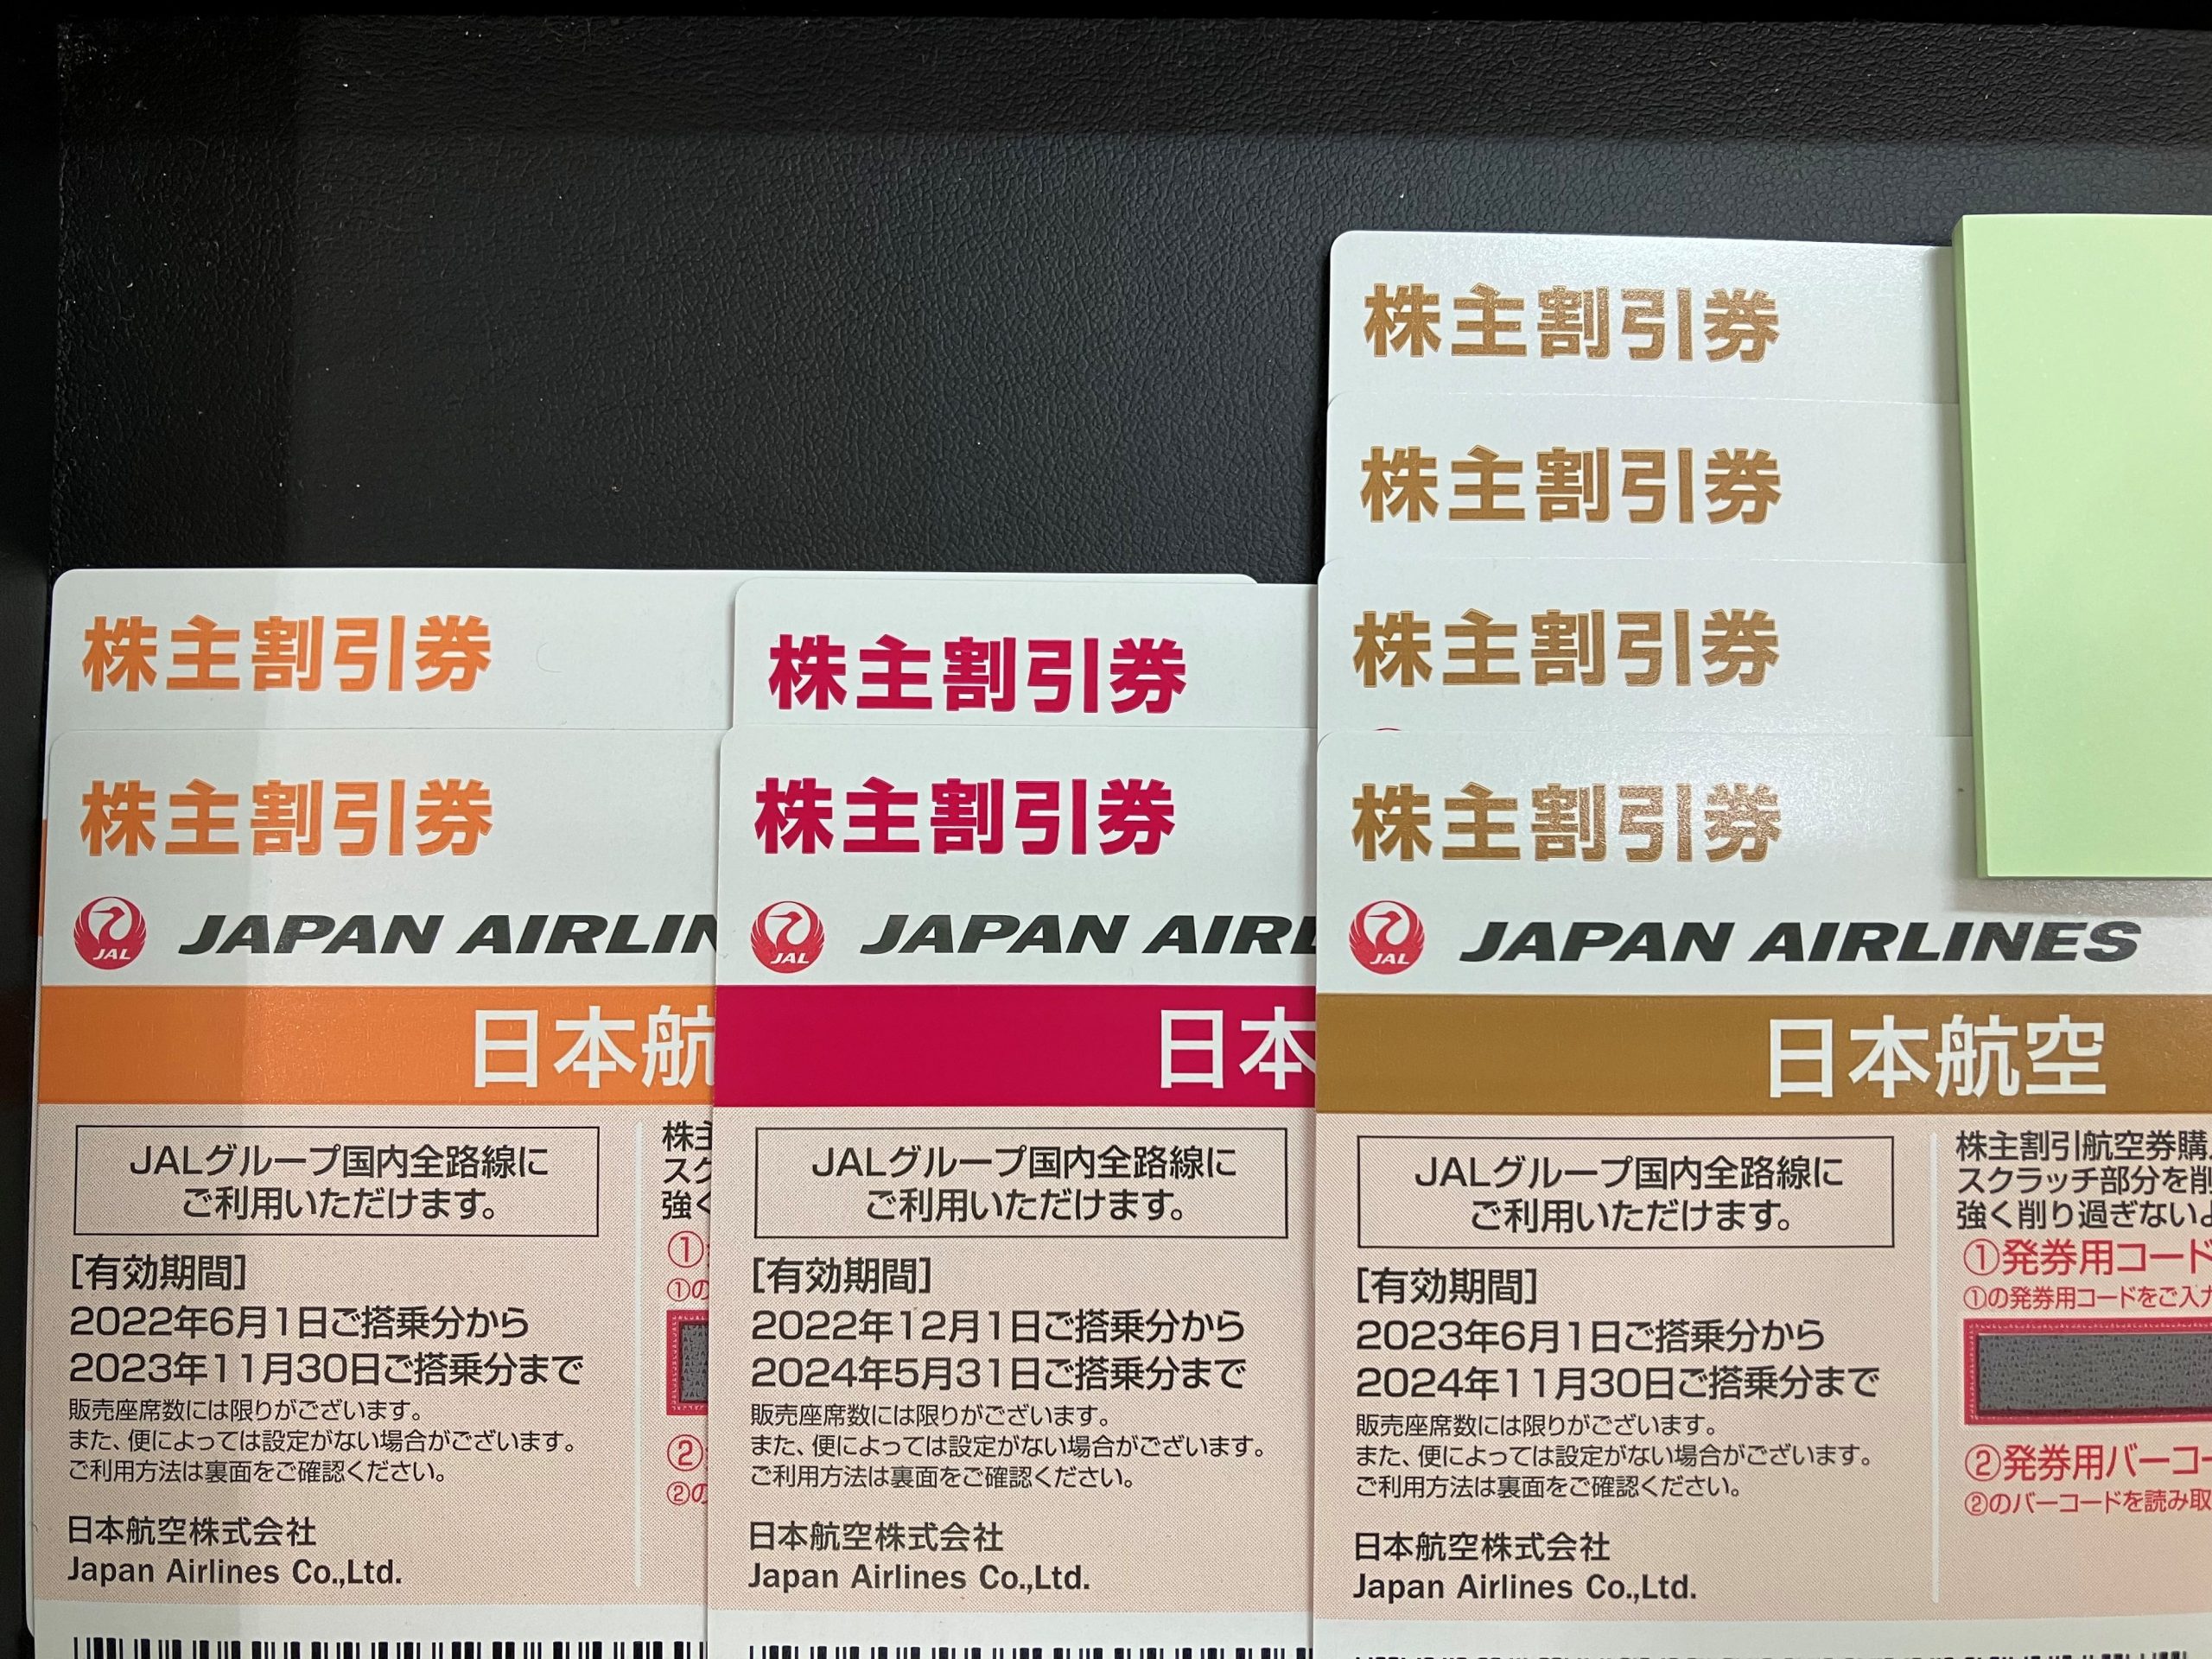 株主割引券
株主割引券
JAL JAPAN AIRLIN
日本航
JALグループ国内全路線に
ご利用いただけます。
[有効期間]
2022年6月1日ご搭乗分から
2023年11月30日ご搭乗分まで
販売座席数には限りがございます。
また、便によっては設定がない場合がございます。
ご利用方法は裏面をご確認ください。
日本航空株式会社
Japan Airlines Co.,Ltd.
株主
スク
強く
①
①の
②
②の
株主割引券
株主割引券
JAL JAPAN AIRL
日本
JALグループ国内全路線に
ご利用いただけます。
[有効期間]
2022年12月1日ご搭乗分から
2024年5月31日ご搭乗分まで
販売座席数には限りがございます。
また、便によっては設定がない場合がございます。
ご利用方法は裏面をご確認ください。
日本航空株式会社
Japan Airlines Co.,Ltd.
株主割引券
株主割引券
株主割引券
株主割引券
JAL JAPAN AIRLINES
日本航空
JALグループ国内全路線に
ご利用いただけます。
[有効期間]
2023年6月1日ご搭乗分から
2024年11月30日ご搭乗分まで
販売座席数には限りがございます。
また、便によっては設定がない場合がございます。
ご利用方法は裏面をご確認ください。
日本航空株式会社
Japan Airlines Co.,Ltd.
株主割引航空券購
スクラッチ部分を削
強く削り過ぎないよ
①発券用コード
①の発券用コードをご入力
②発券用バーコー
②のバーコードを読み取